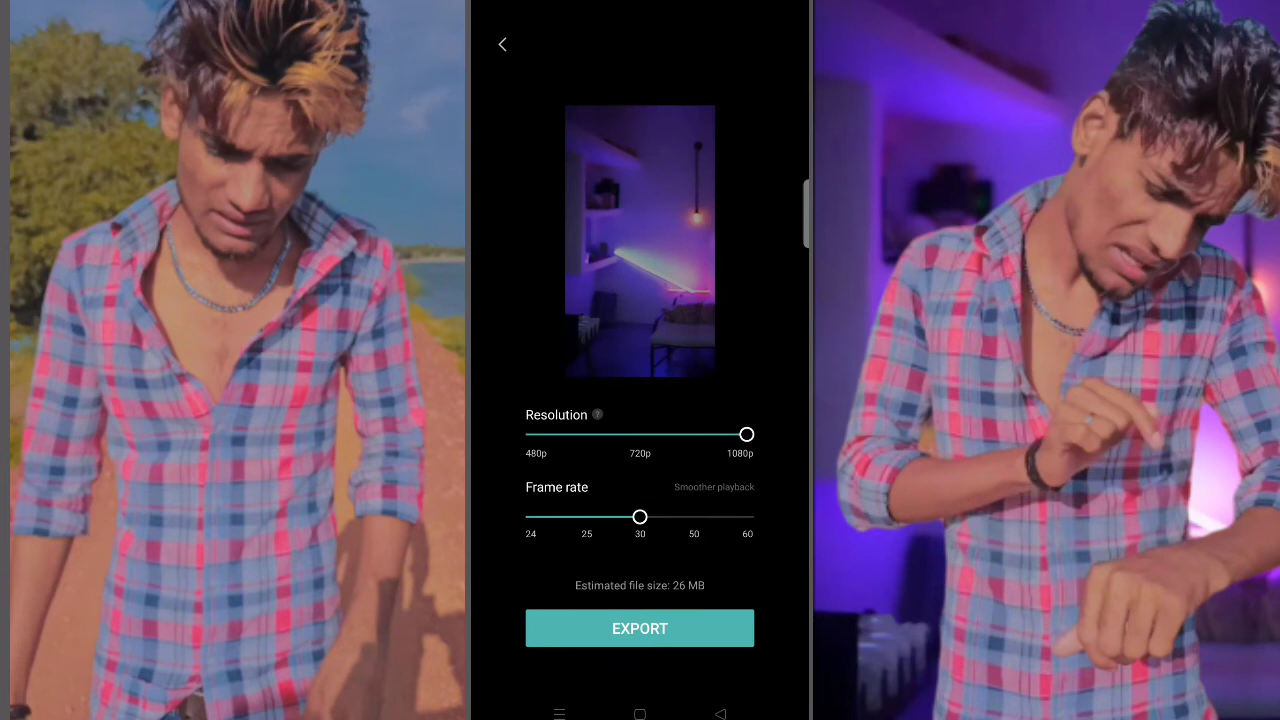 Resolution ?
480p 720p 1080p
Frame rate Smoother playback
24 25 30 50 60
Estimated file size: 26 MB
EXPORT